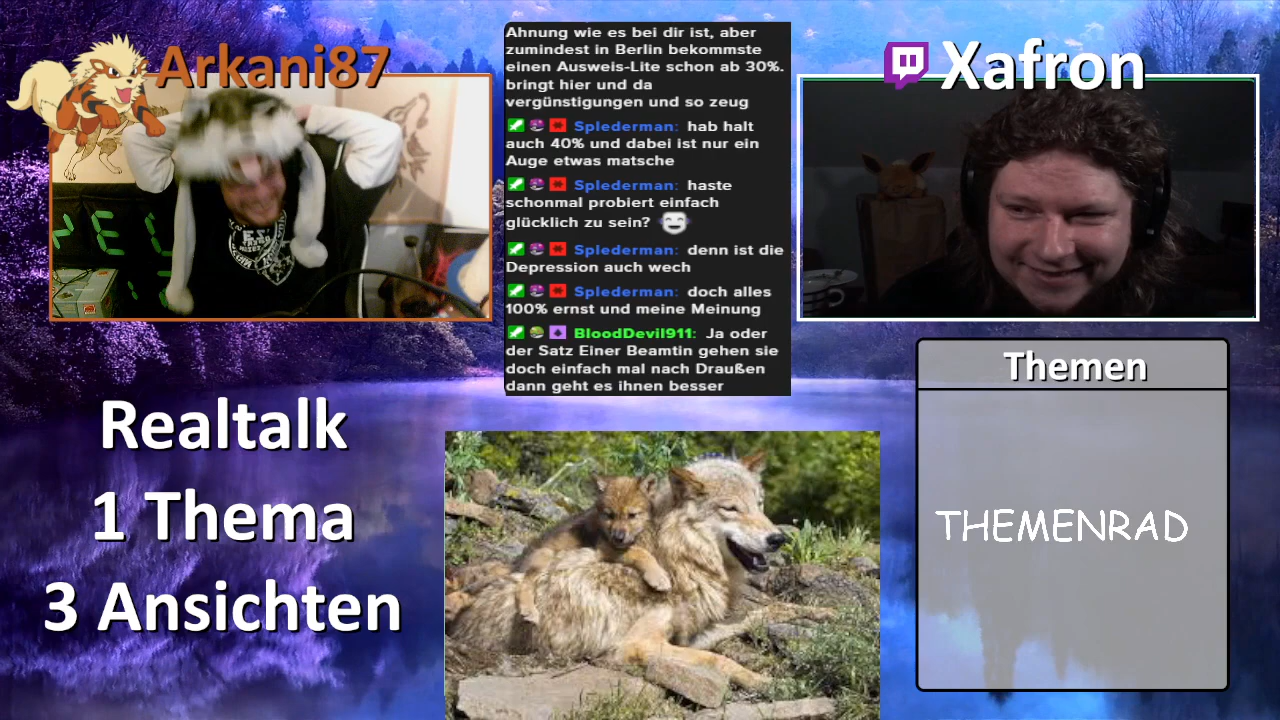 Arkani87
Ahnung wie es bei dir ist, aber
zumindest in Berlin bekommste
einen Ausweis-Lite schon ab 30%.
bringt hier und da
vergünstigungen und so zeug
Splederman: hab halt
auch 40% und dabei ist nur ein
Auge etwas matsche
Splederman: haste
schonmal probiert einfach
glücklich zu sein?
Splederman: denn ist die
Depression auch wech
Splederman: doch alles
100% ernst und meine Meinung
BloodDevil911: Ja oder
der Satz Einer Beamtin gehen sie
doch einfach mal nach Draußen
dann geht es ihnen besser
Xafron
Realtalk
1 Thema
3 Ansichten
Themen
THEMENRAD